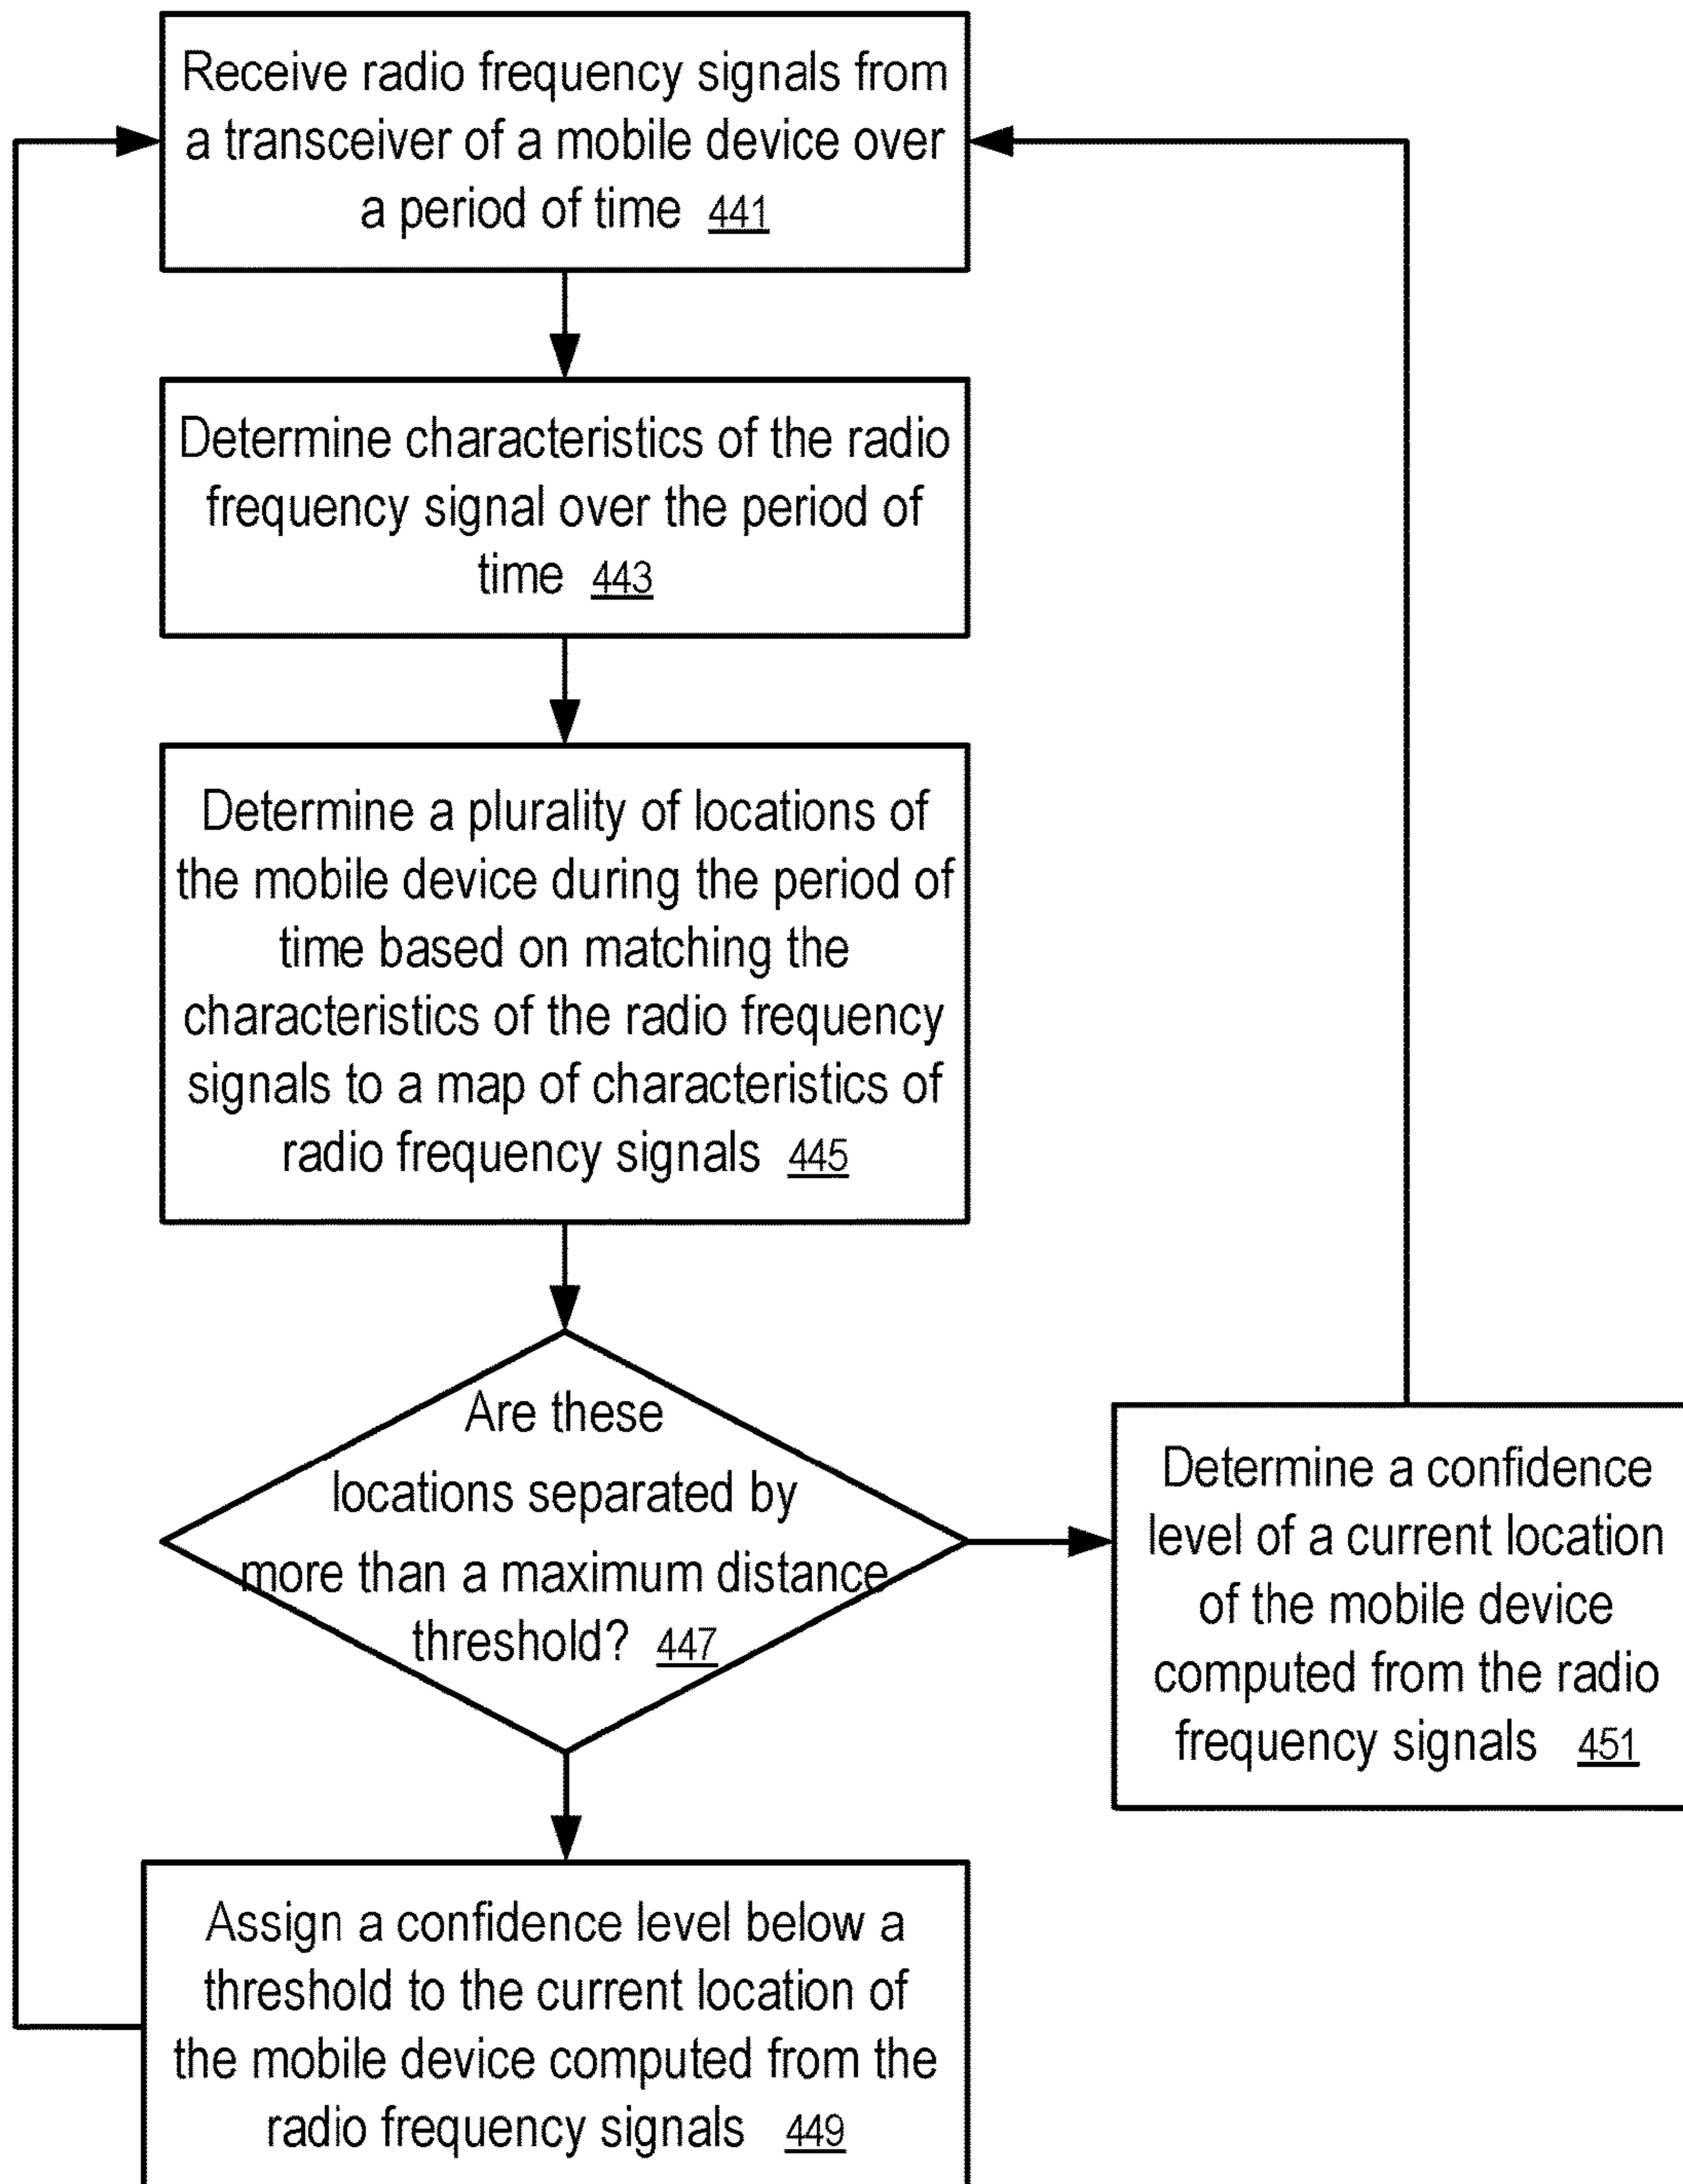 Receive radio frequency signals from
a transceiver of a mobile device over
a period of time 441
Determine characteristics of the radio
frequency signal over the period of
time 443
Determine a plurality of locations of
the mobile device during the period of
time based on matching the
characteristics of the radio frequency
signals to a map of characteristics of
radio frequency signals 445
Are these
locations separated by
more than a maximum distance
threshold? 447
Determine a confidence
level of a current location
of the mobile device
computed from the radio
frequency signals 451
Assign a confidence level below a
threshold to the current location of
the mobile device computed from the
radio frequency signals 449